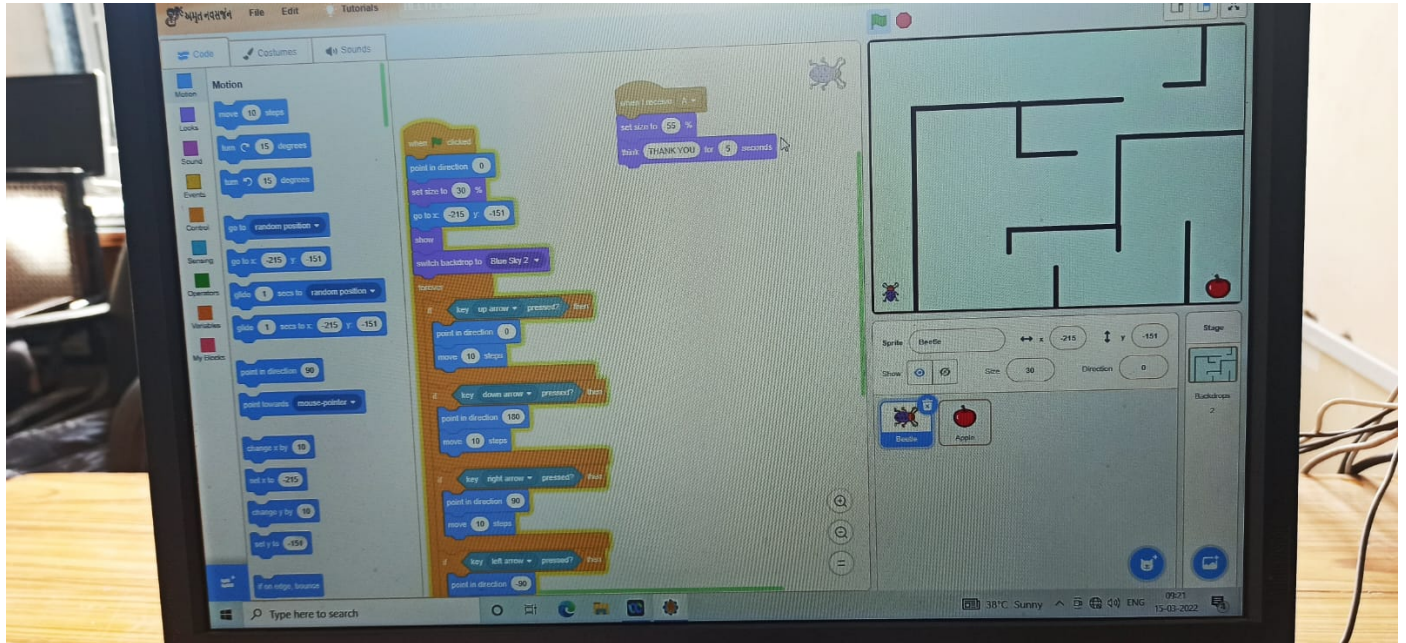 અમૃત નવસર્જન File Edit Tutorials
Code Costumes Sounds
Motion
Looks
Sound
Events
Control
Sensing
Operators
Variables
My Blocks
Motion
move 10 steps
turn 15 degrees
turn 15 degrees
go to random position
go to x: -215 y: -151
glide 1 secs to random position
glide 1 secs to x: -215 y: -151
point in direction 90
point towards mouse-pointer
change x by 10
set x to -215
change y by 10
set y to -151
if on edge, bounce
when clicked
point in direction 0
set size to 30 %
go to x: -215 y: -151
show
switch backdrop to Blue Sky 2
forever
if key up arrow pressed? then
point in direction 0
move 10 steps
if key down arrow pressed? then
point in direction 180
move 10 steps
if key right arrow pressed? then
point in direction 90
move 10 steps
if key left arrow pressed? then
point in direction -90
when I receive A
set size to 55 %
think THANK YOU for 5 seconds
Sprite Beetle x -215 y -151
Show Size 30 Direction 0
Beetle Apple
Stage
Backdrops
2
Type here to search
38°C Sunny ENG 09:21
15-03-2022